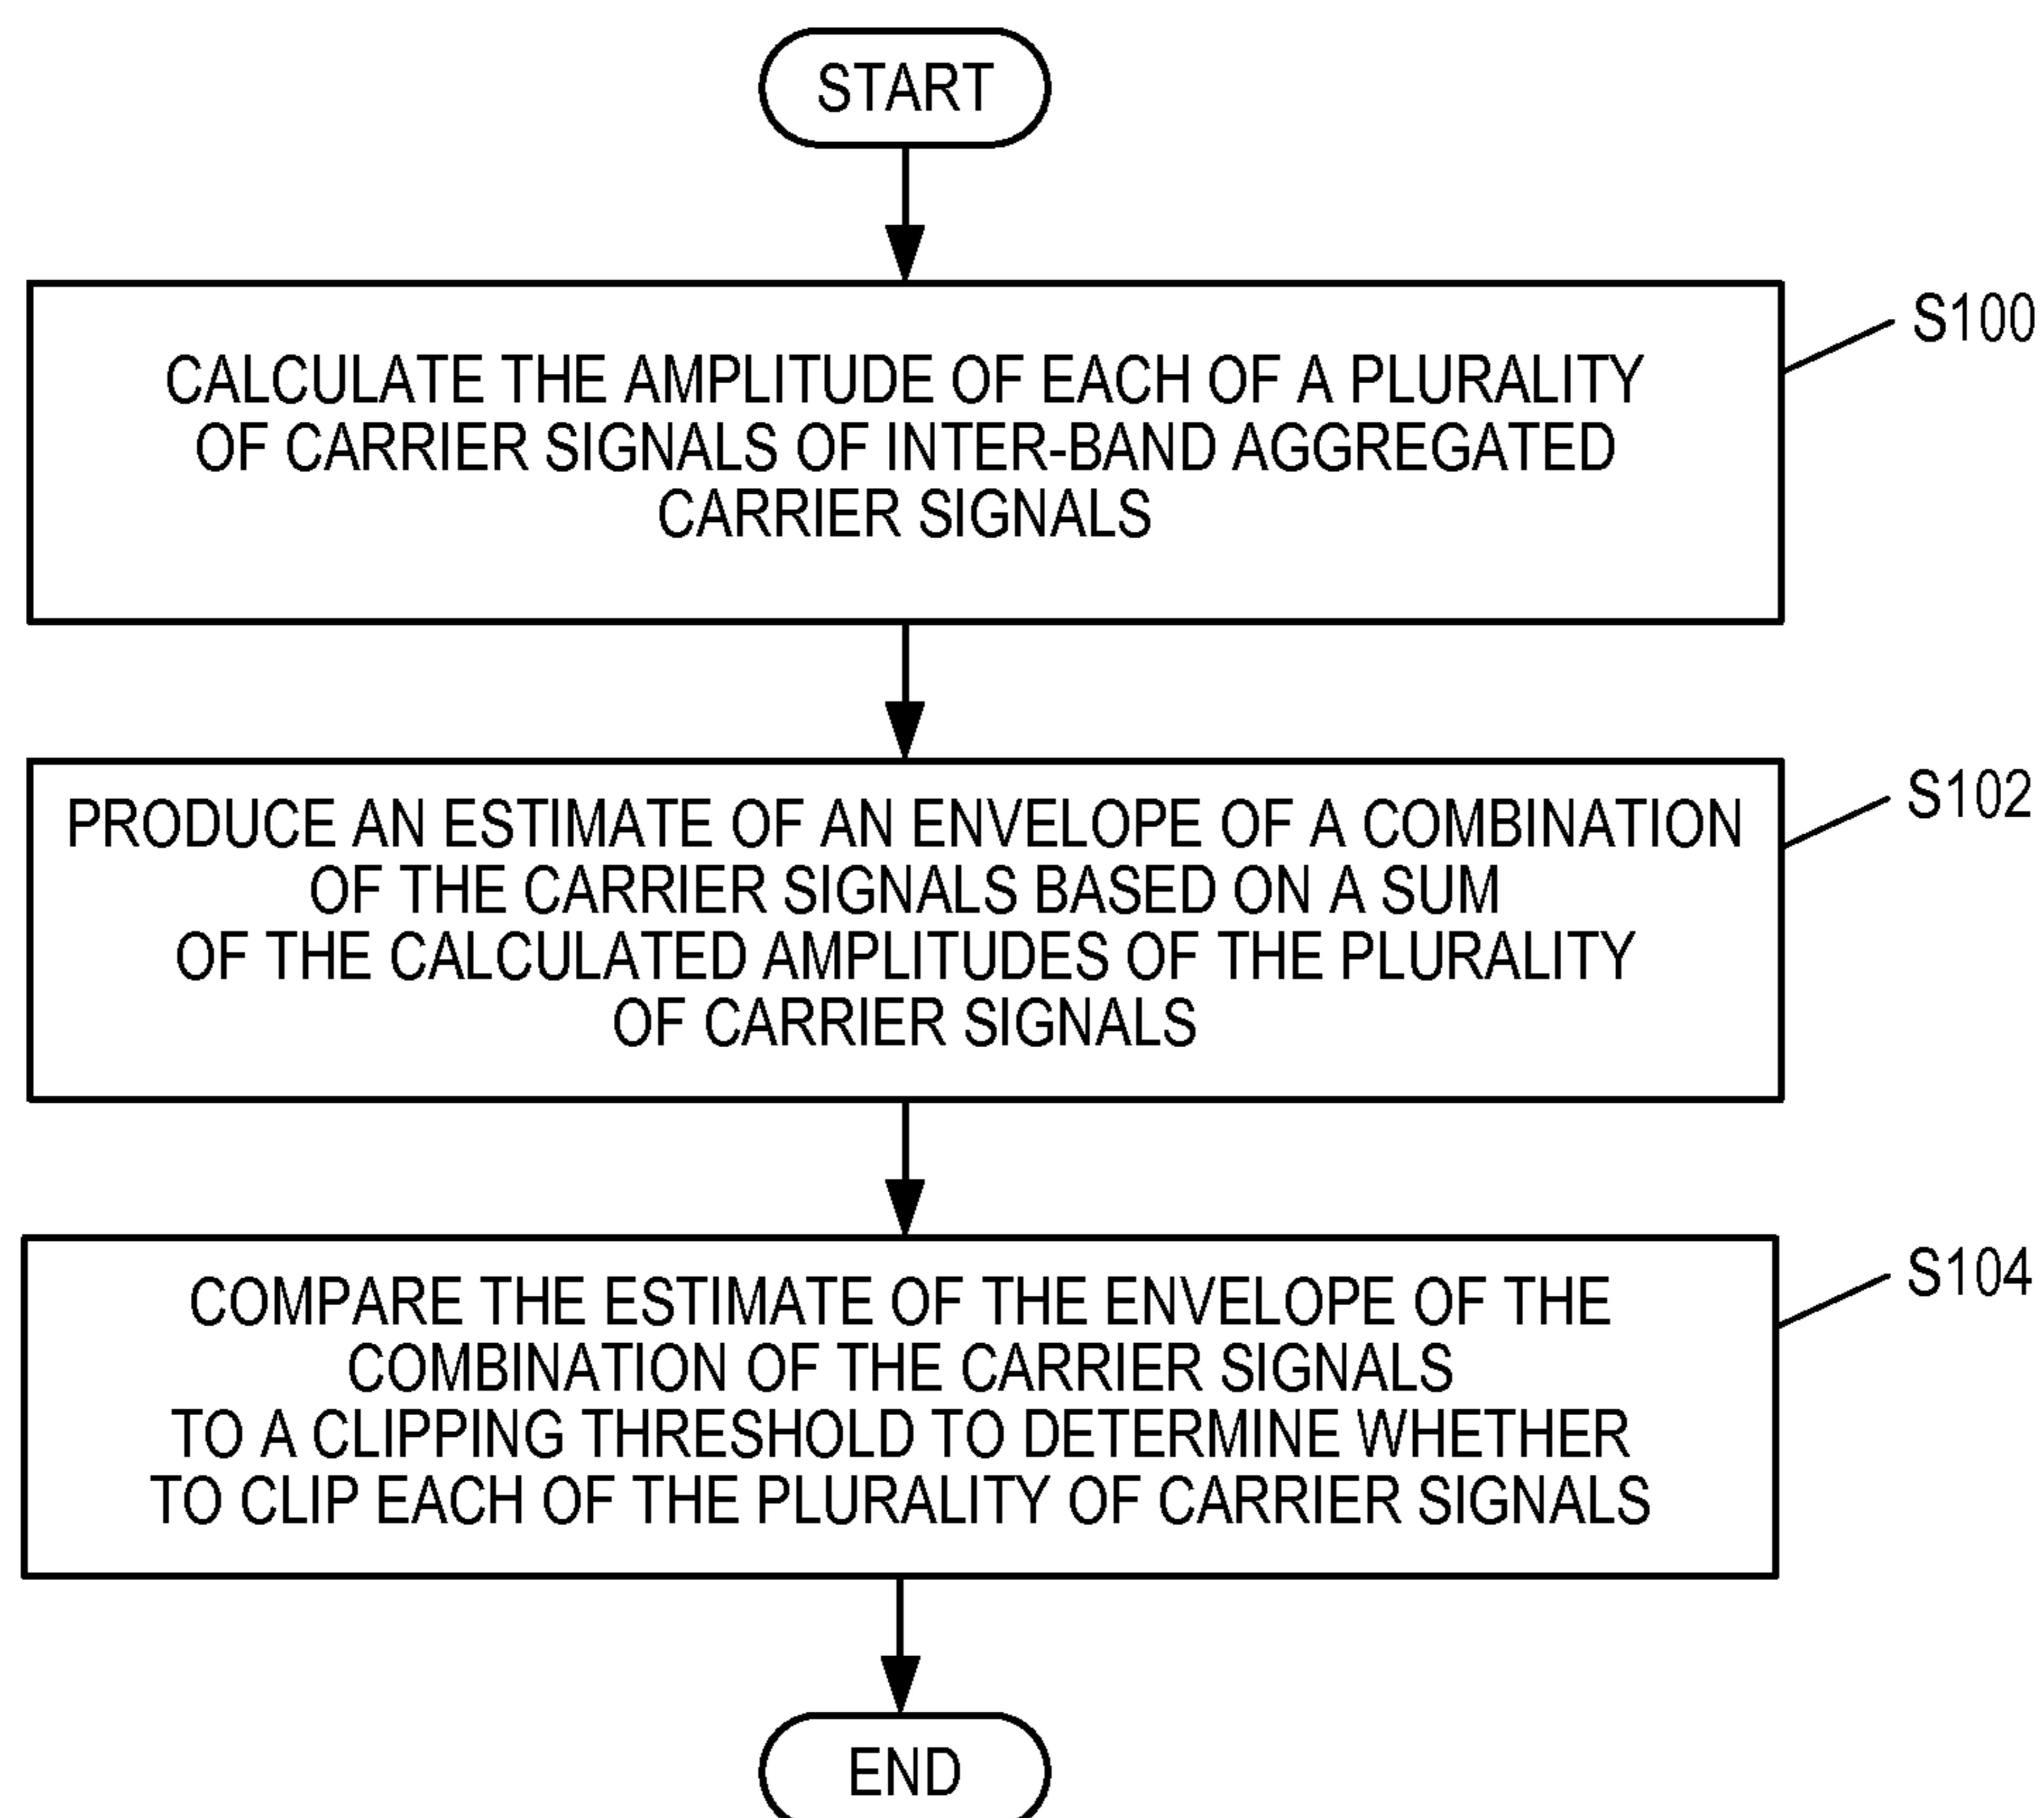 START
CALCULATE THE AMPLITUDE OF EACH OF A PLURALITY
OF CARRIER SIGNALS OF INTER-BAND AGGREGATED
CARRIER SIGNALS
S100
PRODUCE AN ESTIMATE OF AN ENVELOPE OF A COMBINATION
OF THE CARRIER SIGNALS BASED ON A SUM
OF THE CALCULATED AMPLITUDES OF THE PLURALITY
OF CARRIER SIGNALS
S102
COMPARE THE ESTIMATE OF THE ENVELOPE OF THE
COMBINATION OF THE CARRIER SIGNALS
TO A CLIPPING THRESHOLD TO DETERMINE WHETHER
TO CLIP EACH OF THE PLURALITY OF CARRIER SIGNALS
S104
END